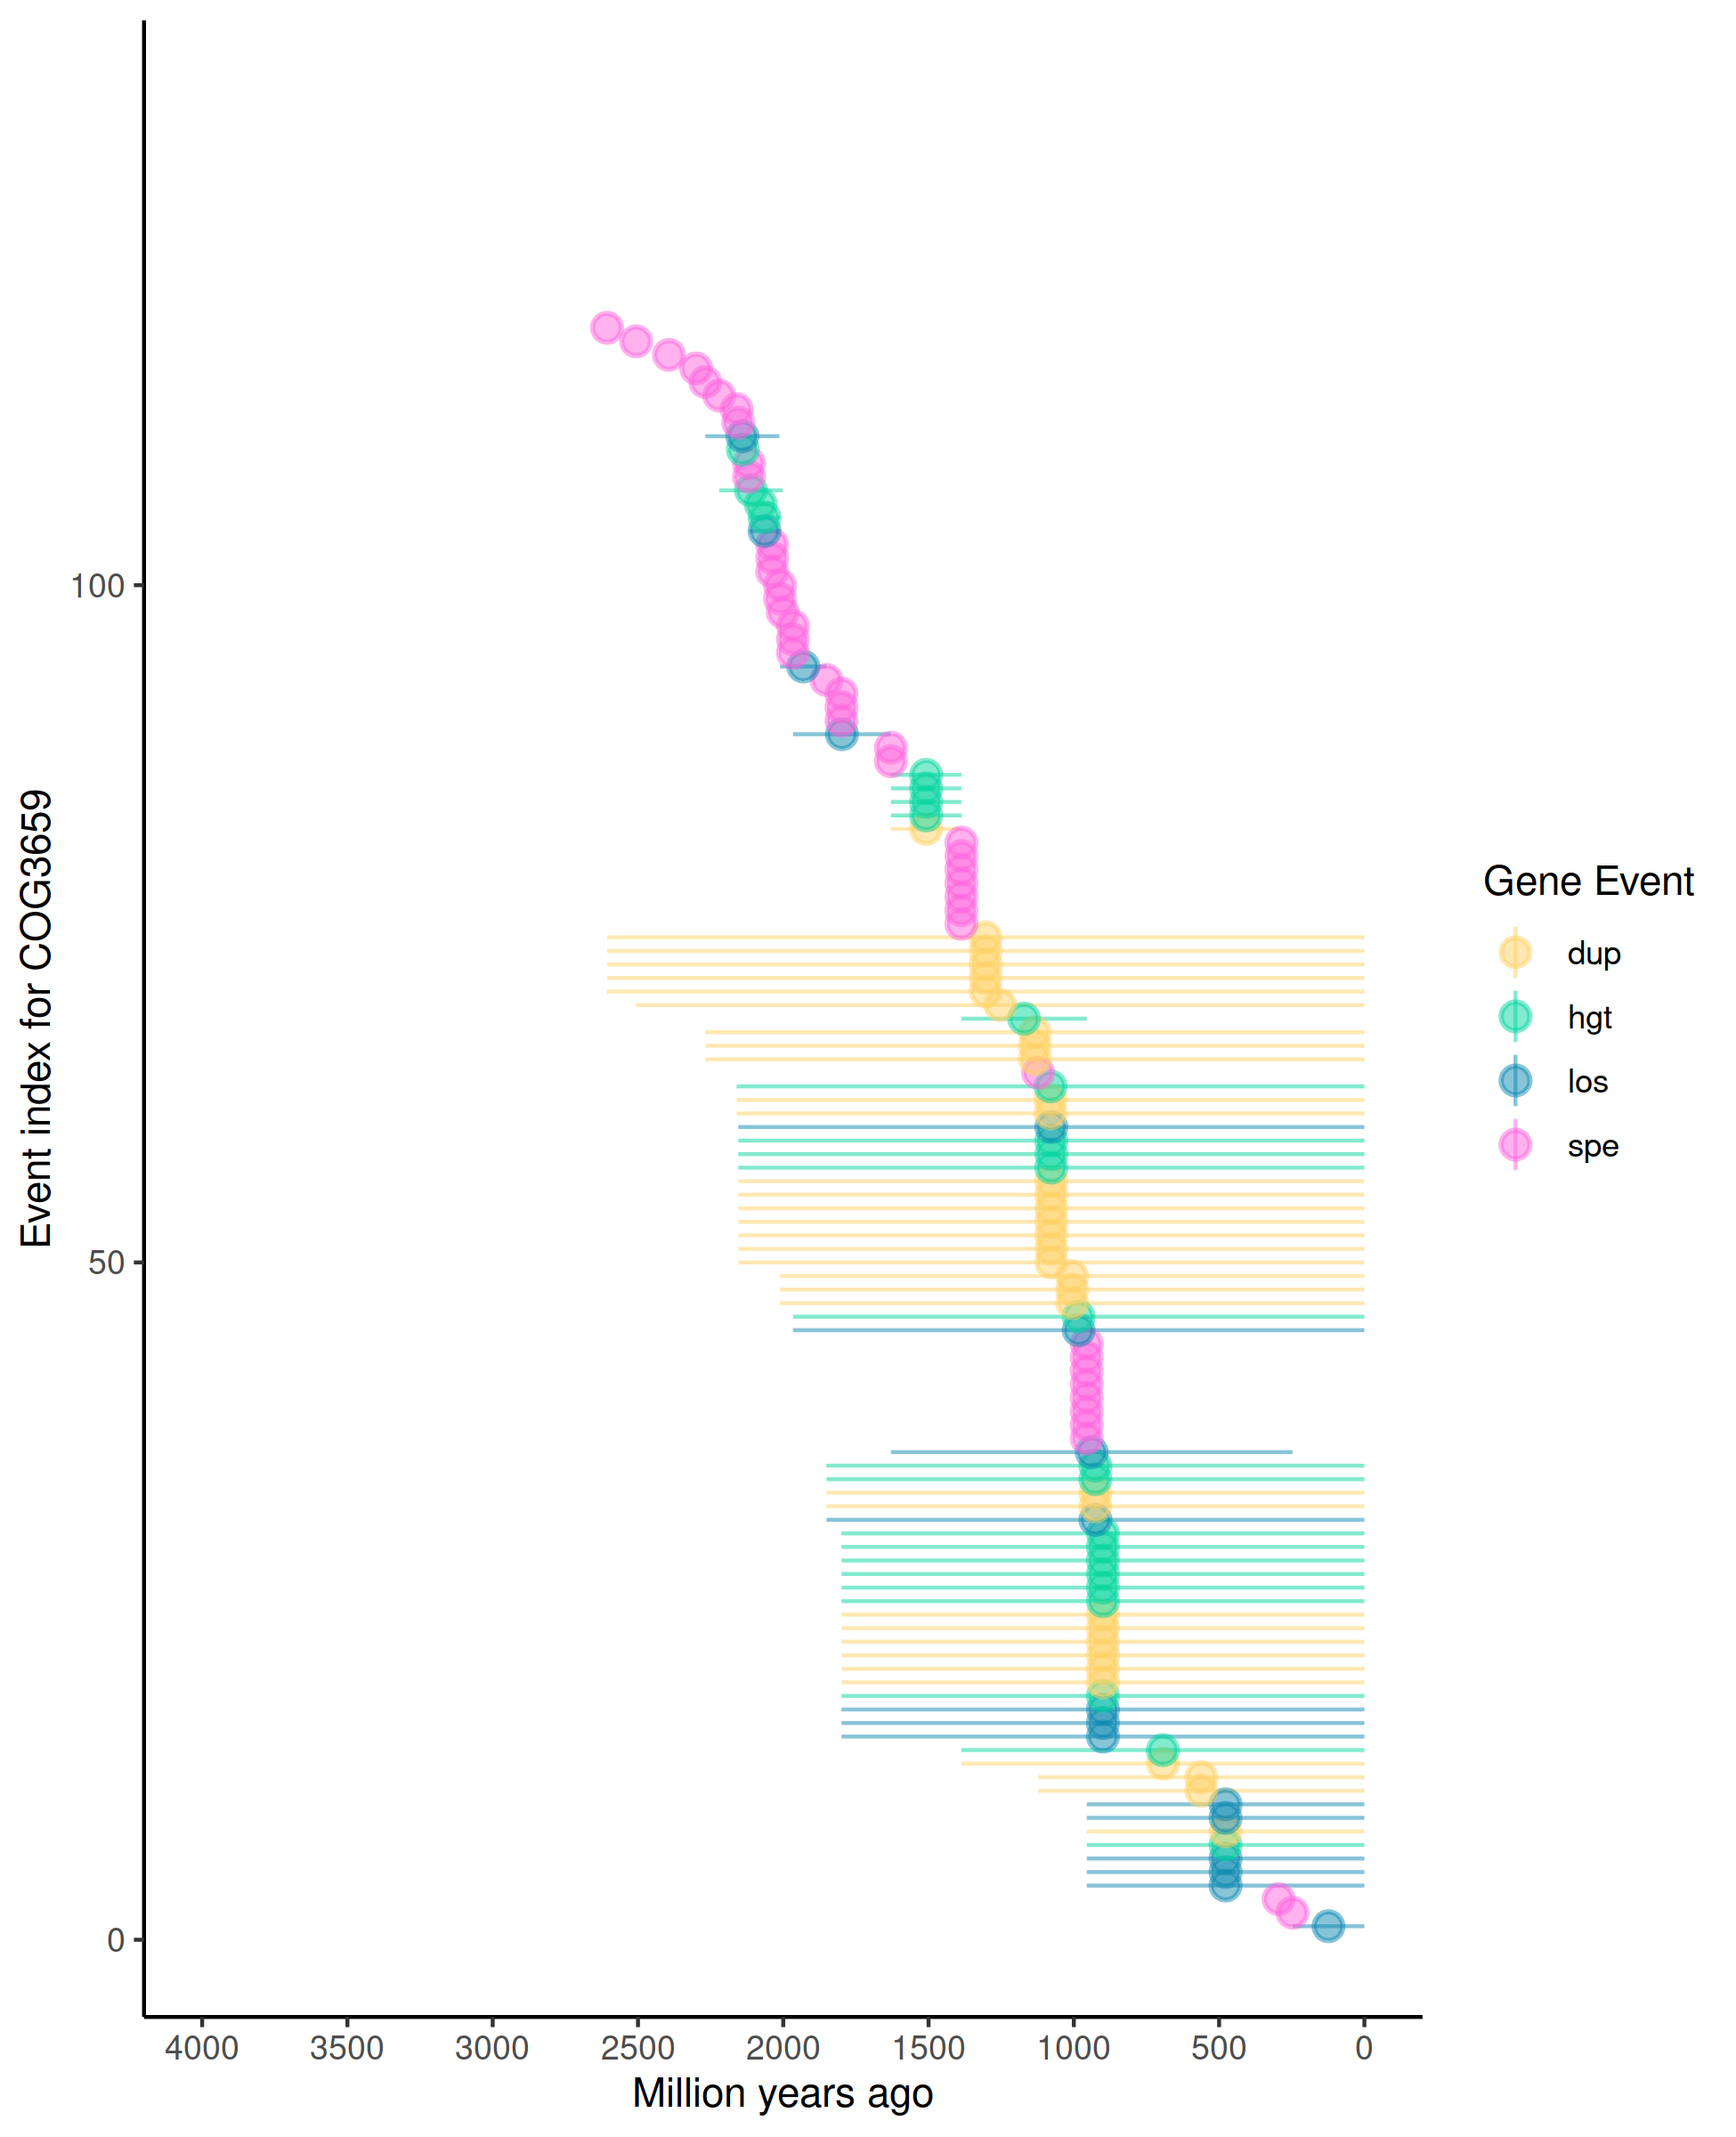 Event index for COG3659
100
50
0
4000 3500 3000 2500 2000 1500 1000 500 0
Million years ago
Gene Event
dup
hgt
los
spe